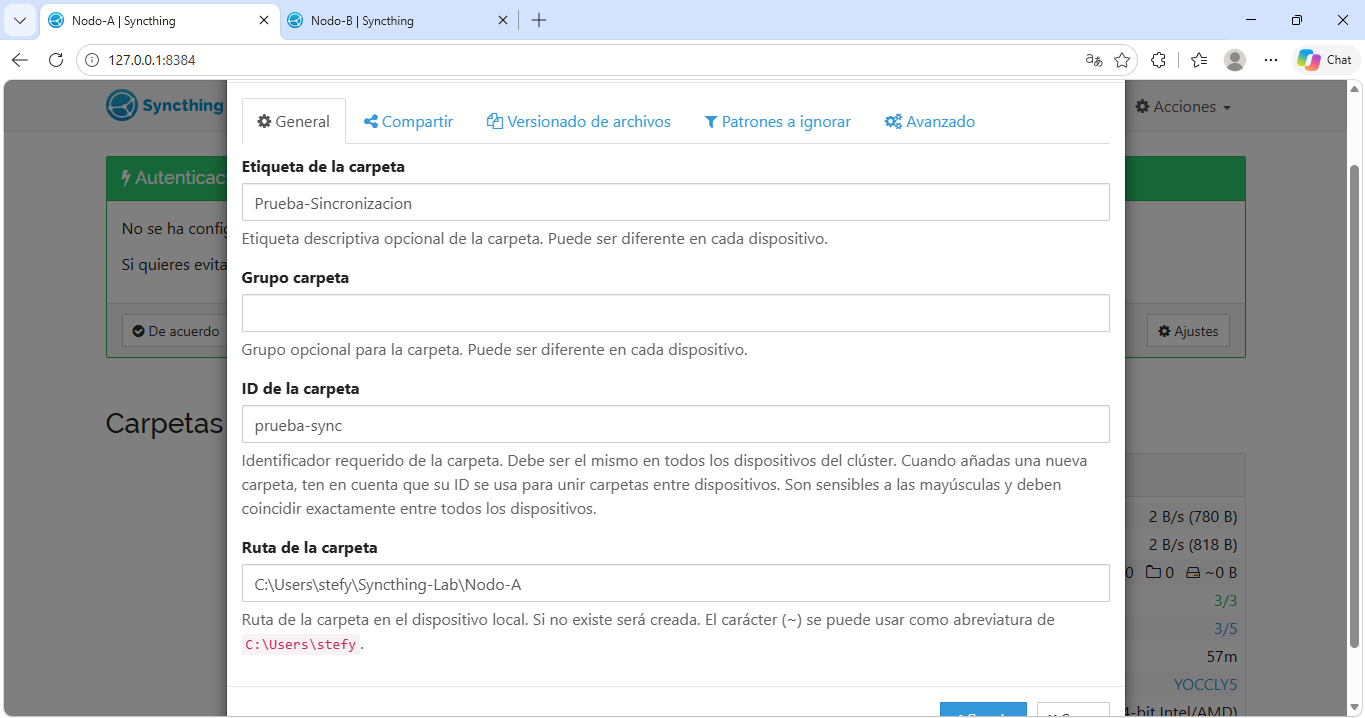 Nodo-A | Syncthing
Nodo-B | Syncthing
127.0.0.1:8384
Chat
Syncthing
Acciones
General
Compartir
Versionado de archivos
Patrones a ignorar
Avanzado
Etiqueta de la carpeta
Prueba-Sincronizacion
Etiqueta descriptiva opcional de la carpeta. Puede ser diferente en cada dispositivo.
Grupo carpeta
Grupo opcional para la carpeta. Puede ser diferente en cada dispositivo.
ID de la carpeta
prueba-sync
Identificador requerido de la carpeta. Debe ser el mismo en todos los dispositivos del clúster. Cuando añadas una nueva
carpeta, ten en cuenta que su ID se usa para unir carpetas entre dispositivos. Son sensibles a las mayúsculas y deben
coincidir exactamente entre todos los dispositivos.
Ruta de la carpeta
C:\Users\stefy\Syncthing-Lab\Nodo-A
Ruta de la carpeta en el dispositivo local. Si no existe será creada. El carácter (~) se puede usar como abreviatura de
C:\Users\stefy.
No se ha
Si quieres
De acuerdo
Ajustes
Carpetas
2 B/s (780 B)
2 B/s (818 B)
0 0 ~0 B
3/3
3/5
57m
YOCCLY5
4-bit Intel/AMD)